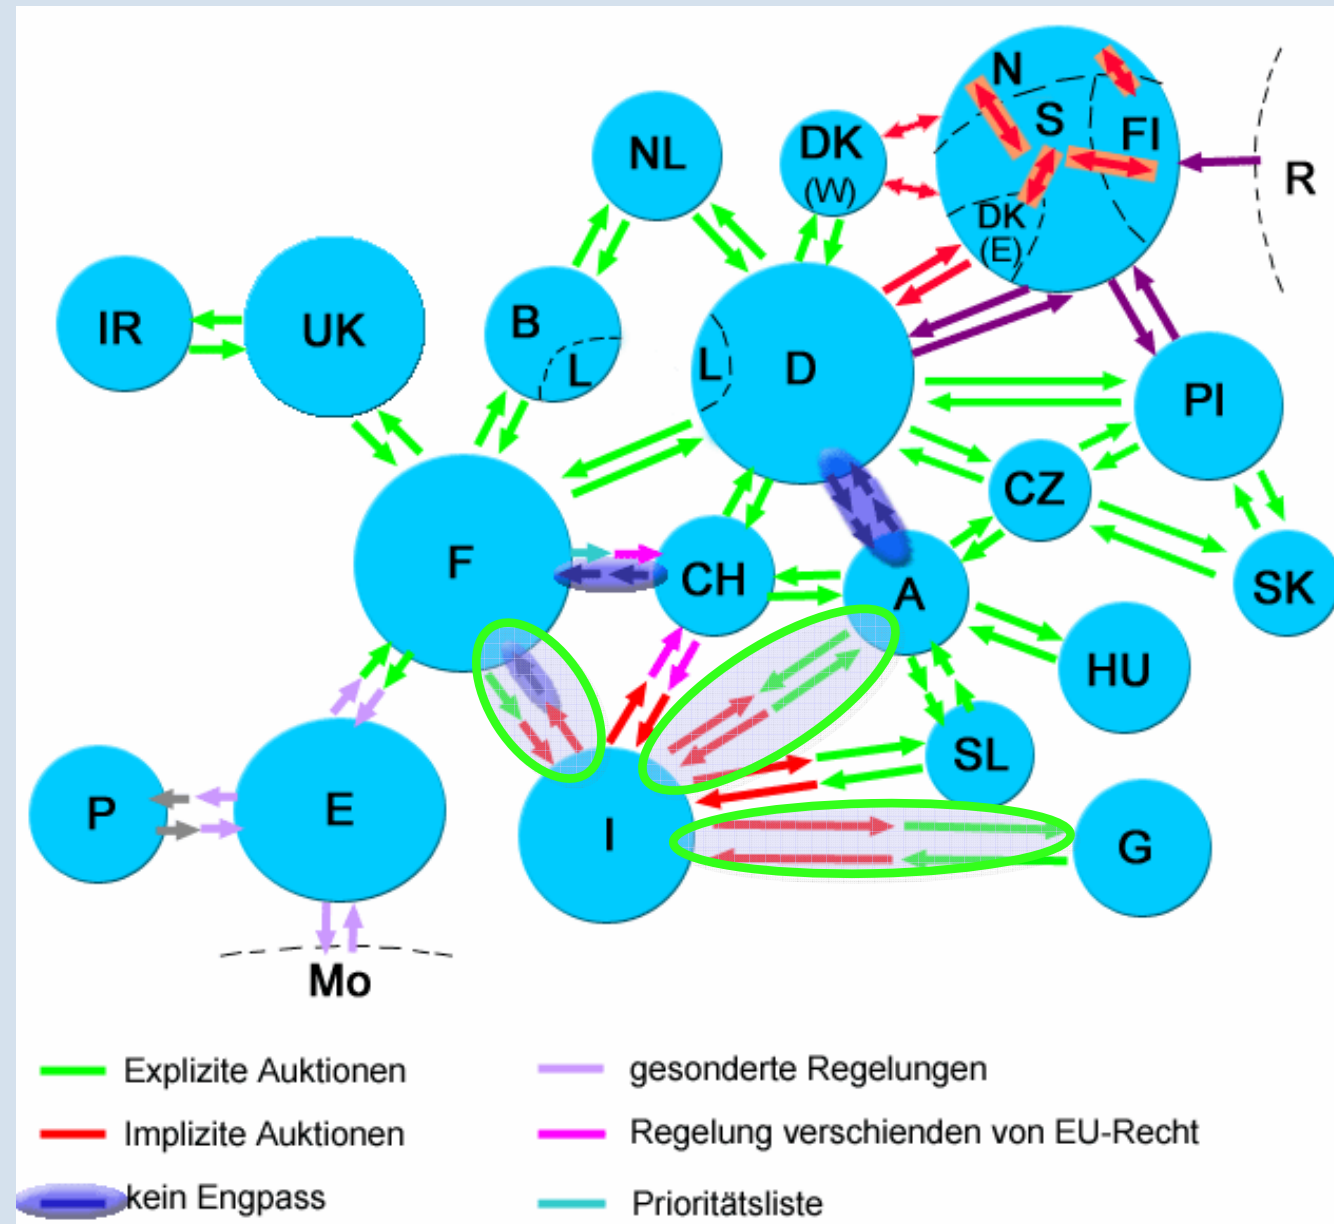 N
S
FI
NL
DK
(W)
R
DK
(E)
IR
UK
B
L
L
D
PI
CZ
F
CH
A
SK
HU
SL
P
E
I
G
Mo
Explizite Auktionen
gesonderte Regelungen
Implizite Auktionen
Regelung verschienden von EU-Recht
kein Engpass
Prioritätsliste